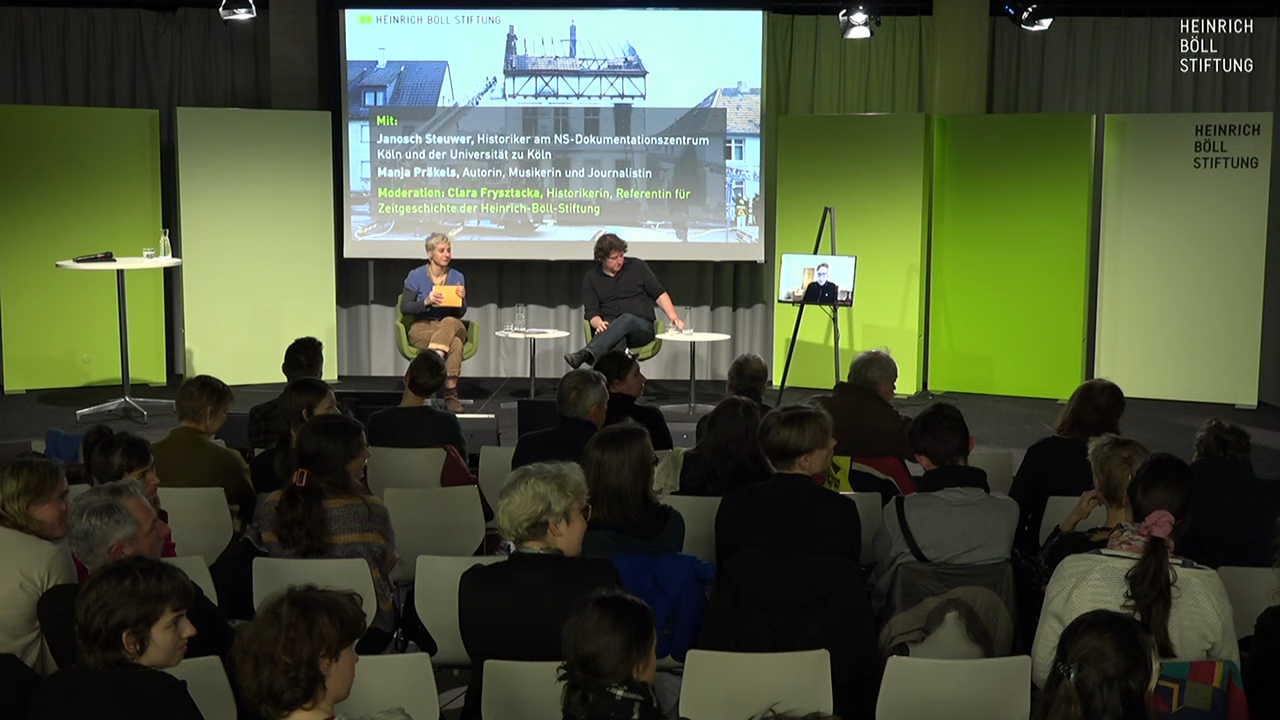 HEINRICH BÖLL STIFTUNG
Mit:
Janosch Steuwer, Historiker am NS-Dokumentationszentrum
Köln und der Universität zu Köln
Manja Präkels, Autorin, Musikerin und Journalistin
Moderation: Clara Frysztacka, Historikerin, Referentin für
Zeitgeschichte der Heinrich-Böll-Stiftung
HEINRICH
BÖLL
STIFTUNG
HEINRICH
BÖLL
STIFTUNG